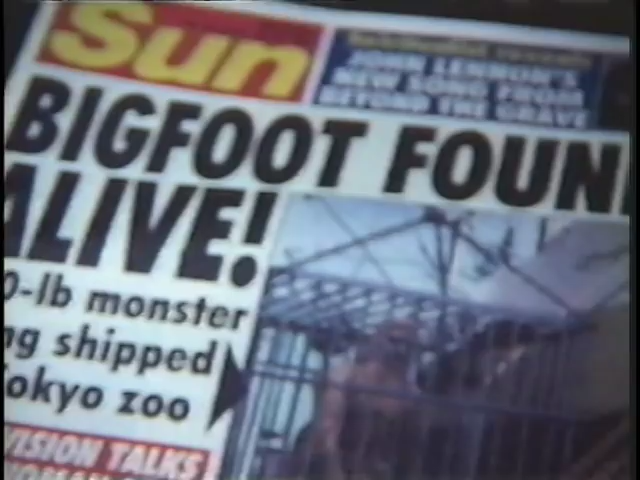 Sun
JOHN LENNON'S
NEW SONG FROM
BEYOND THE GRAVE
BIGFOOT FOUN
ALIVE!
0-lb monster
ng shipped
okyo zoo
VISION TALKS